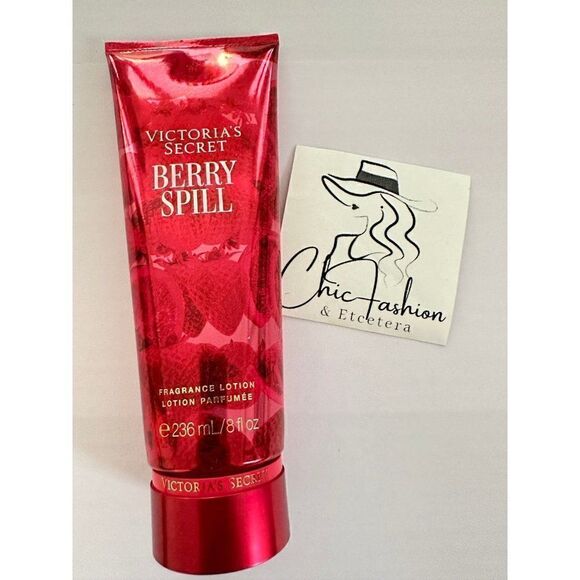 VICTORIA'S
SECRET
BERRY
SPILL
FRAGRANCE LOTION
LOTION PARFUMÉE
e 236 mL/8 fl oz
VICTORIA'S SECRET
Chic Fashion
& Etcetera